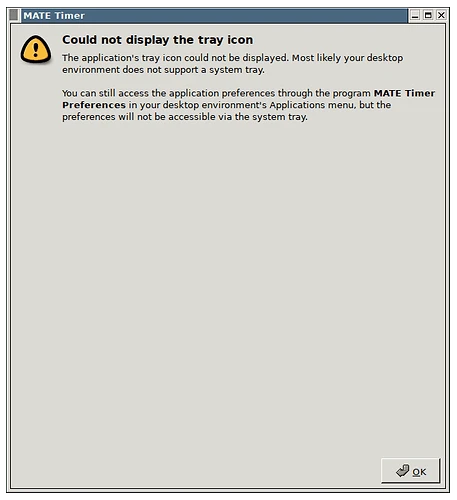 MATE Timer
Could not display the tray icon
The application's tray icon could not be displayed. Most likely your desktop
environment does not support a system tray.
You can still access the application preferences through the program MATE Timer
Preferences in your desktop environment's Applications menu, but the
preferences will not be accessible via the system tray.
OK